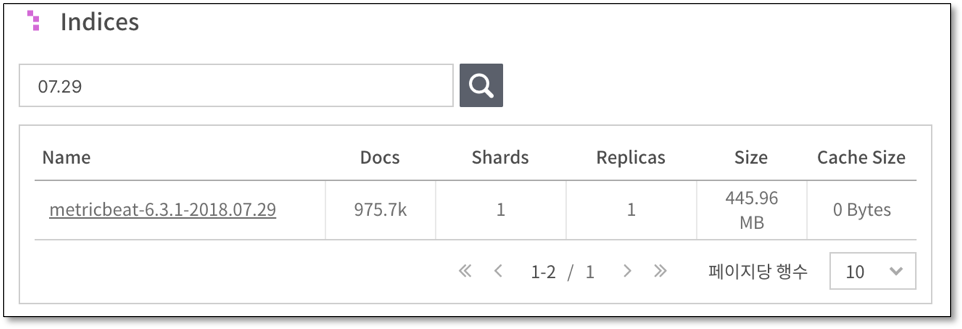 Indices
07.29
Name Docs Shards Replicas Size Cache Size
metricbeat-6.3.1-2018.07.29 975.7k 1 1 445.96 MB 0 Bytes
1-2 / 1 페이지당 행수 10